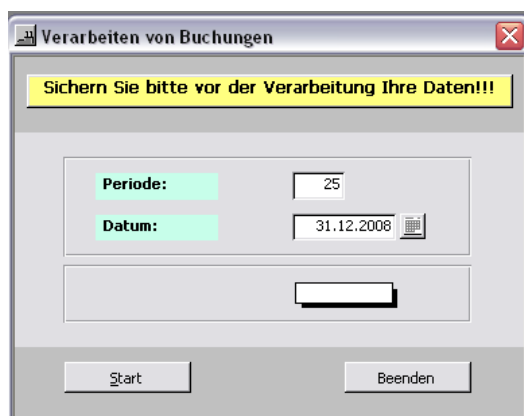 Verarbeiten von Buchungen
Sichern Sie bitte vor der Verarbeitung Ihre Daten!!!
Periode: 25
Datum: 31.12.2008
Start Beenden